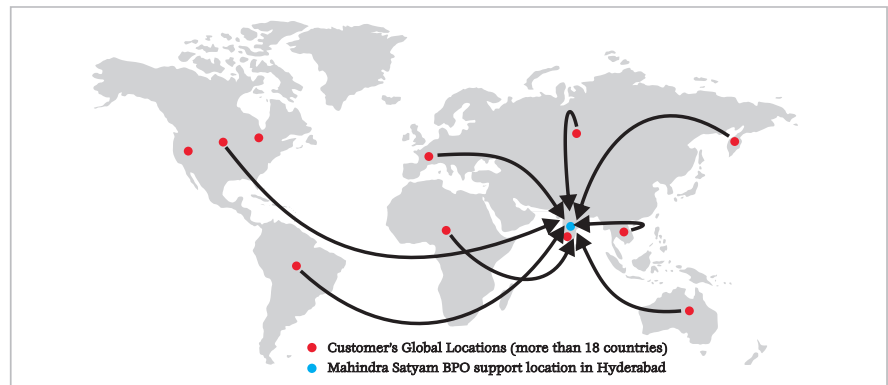 Customer's Global Locations (more than 18 countries)
Mahindra Satyam BPO support location in Hyderabad